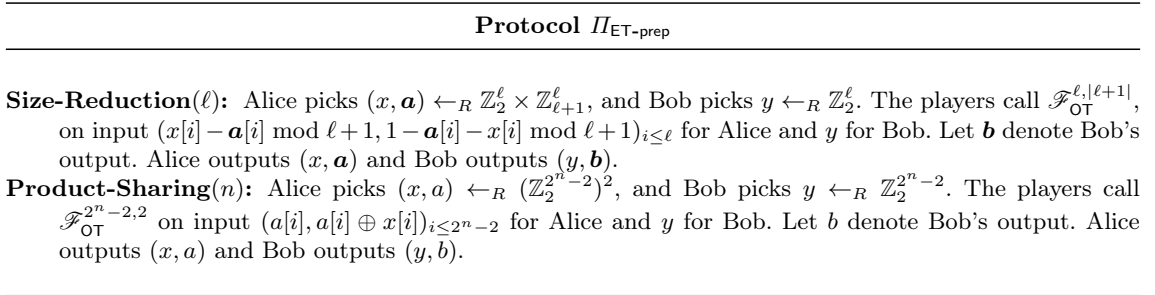 Protocol Π_ET-prep
Size-Reduction(ℓ): Alice picks (x, a) ←_R ℤ_2^ℓ × ℤ_{ℓ+1}^ℓ, and Bob picks y ←_R ℤ_2^ℓ. The players call ℱ_OT^{ℓ,|ℓ+1|},
on input (x[i] − a[i] mod ℓ+1, 1 − a[i] − x[i] mod ℓ+1)_{i≤ℓ} for Alice and y for Bob. Let b denote Bob's
output. Alice outputs (x, a) and Bob outputs (y, b).
Product-Sharing(n): Alice picks (x, a) ←_R (ℤ_2^{2^n−2})^2, and Bob picks y ←_R ℤ_2^{2^n−2}. The players call
ℱ_OT^{2^n−2,2} on input (a[i], a[i] ⊕ x[i])_{i≤2^n−2} for Alice and y for Bob. Let b denote Bob's output. Alice
outputs (x, a) and Bob outputs (y, b).